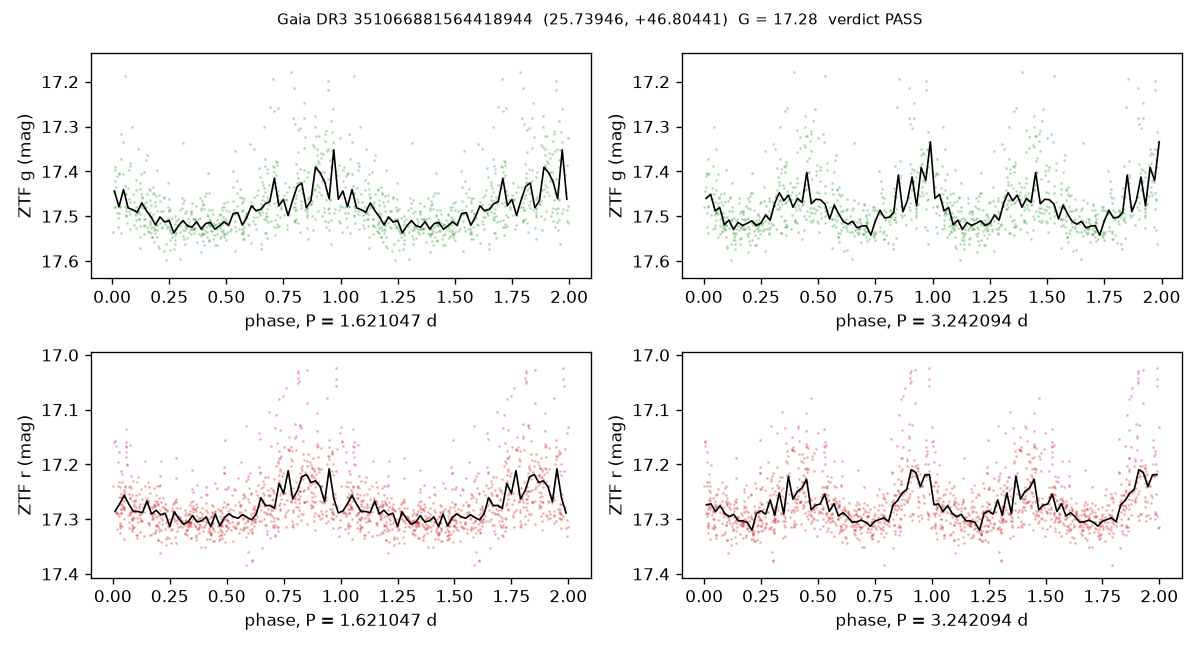 Gaia DR3 351066881564418944 (25.73946, +46.80441) G = 17.28 verdict PASS
ZTF g (mag)
17.2
17.3
17.4
17.5
17.6
0.00 0.25 0.50 0.75 1.00 1.25 1.50 1.75 2.00
phase, P = 1.621047 d
ZTF g (mag)
17.2
17.3
17.4
17.5
17.6
0.00 0.25 0.50 0.75 1.00 1.25 1.50 1.75 2.00
phase, P = 3.242094 d
ZTF r (mag)
17.0
17.1
17.2
17.3
17.4
0.00 0.25 0.50 0.75 1.00 1.25 1.50 1.75 2.00
phase, P = 1.621047 d
ZTF r (mag)
17.0
17.1
17.2
17.3
17.4
0.00 0.25 0.50 0.75 1.00 1.25 1.50 1.75 2.00
phase, P = 3.242094 d